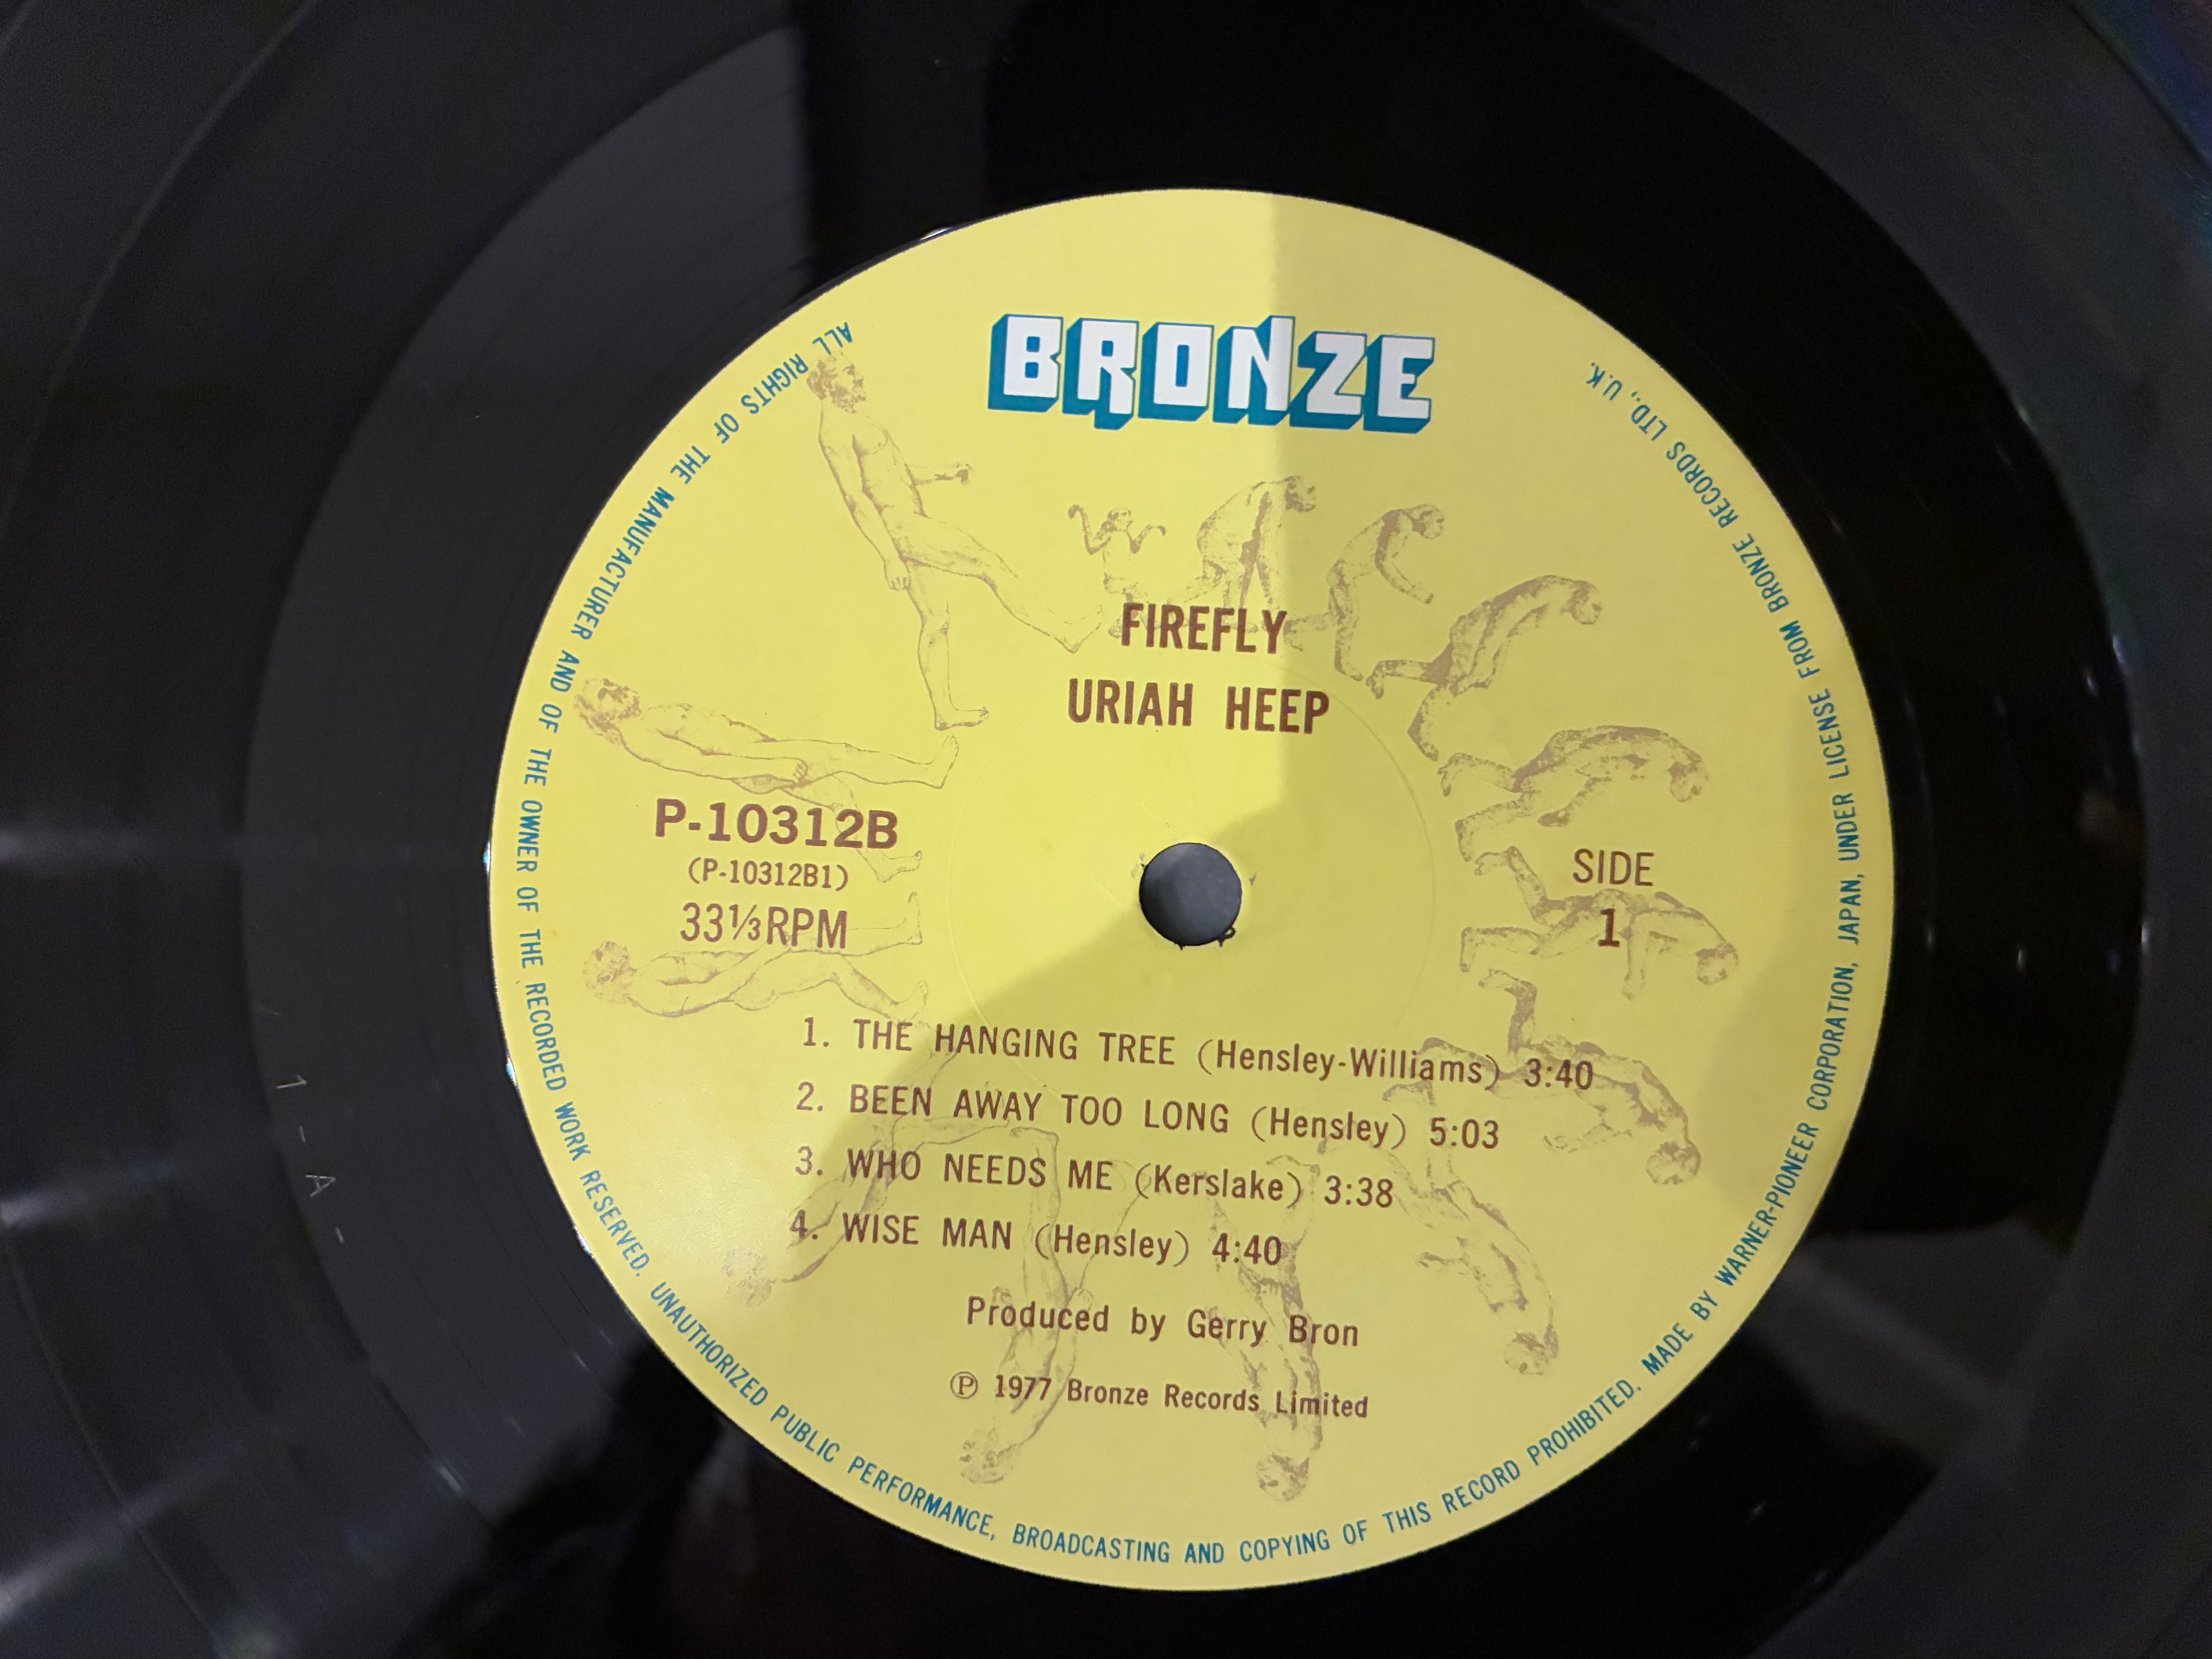 BRONZE
FIREFLY
URIAH HEEP
P-10312B
(P-10312B1)
33⅓RPM
SIDE
1
1. THE HANGING TREE (Hensley-Williams) 3:40
2. BEEN AWAY TOO LONG (Hensley) 5:03
3. WHO NEEDS ME (Kerslake) 3:38
4. WISE MAN (Hensley) 4:40
Produced by Gerry Bron
Ⓟ 1977 Bronze Records Limited
ALL RIGHTS OF THE MANUFACTURER AND OF THE OWNER OF THE RECORDED WORK RESERVED. UNAUTHORIZED PUBLIC PERFORMANCE, BROADCASTING AND COPYING OF THIS RECORD PROHIBITED. MADE BY WARNER-PIONEER CORPORATION, JAPAN, UNDER LICENSE FROM BRONZE RECORDS LTD., U.K.
1-A-